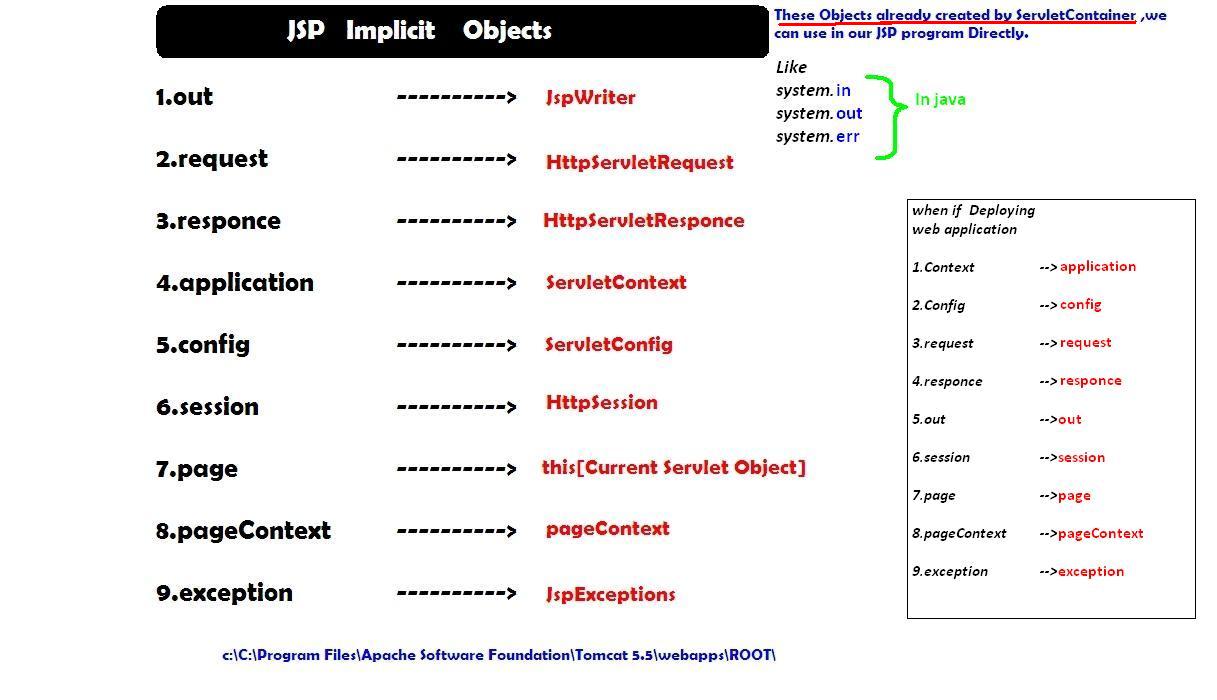 JSP Implicit Objects
These Objects already created by ServletContainer ,we
can use in our JSP program Directly.
Like
system.in
system.out
system.err
In java
1.out ----------> JspWriter
2.request ----------> HttpServletRequest
3.responce ----------> HttpServletResponce
4.application ----------> ServletContext
5.config ----------> ServletConfig
6.session ----------> HttpSession
7.page ----------> this[Current Servlet Object]
8.pageContext ----------> pageContext
9.exception ----------> JspExceptions
when if Deploying
web application
1.Context --> application
2.Config --> config
3.request --> request
4.responce --> responce
5.out -->out
6.session -->session
7.page -->page
8.pageContext -->pageContext
9.exception -->exception
c:\C:\Program Files\Apache Software Foundation\Tomcat 5.5\webapps\ROOT\